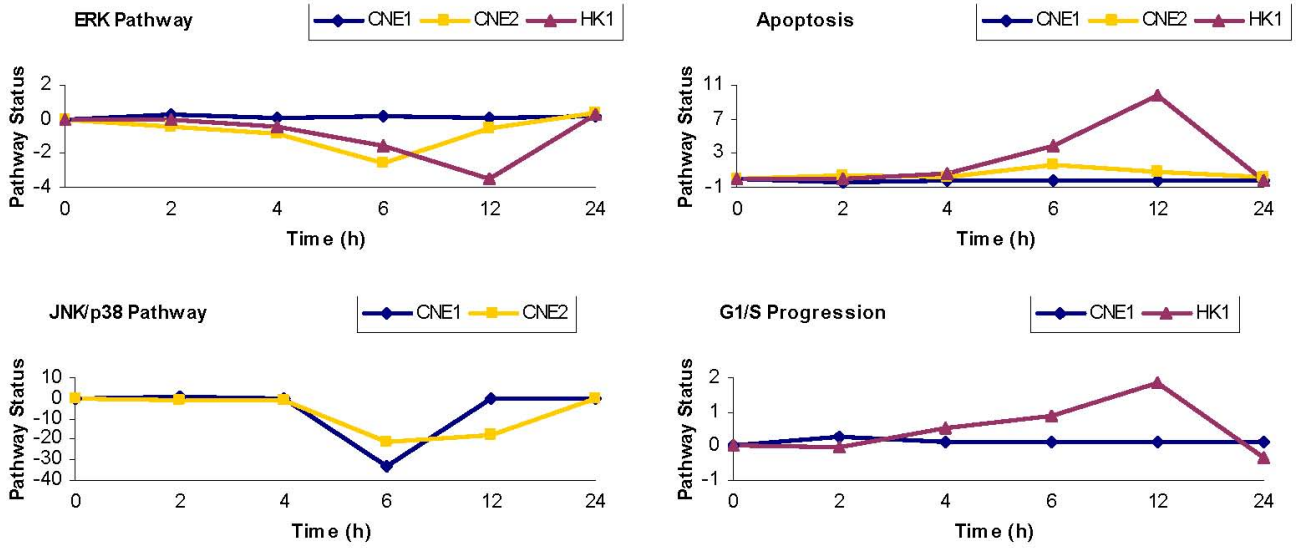 ERK Pathway
CNE1 CNE2 HK1
Pathway Status
2
0
-2
-4
0 2 4 6 12 24
Time (h)
Apoptosis
CNE1 CNE2 HK1
Pathway Status
11
7
3
-1
0 2 4 6 12 24
Time (h)
JNK/p38 Pathway
CNE1 CNE2
Pathway Status
10
0
-10
-20
-30
-40
0 2 4 6 12 24
Time (h)
G1/S Progression
CNE1 HK1
Pathway Status
2
1
0
-1
0 2 4 6 12 24
Time (h)